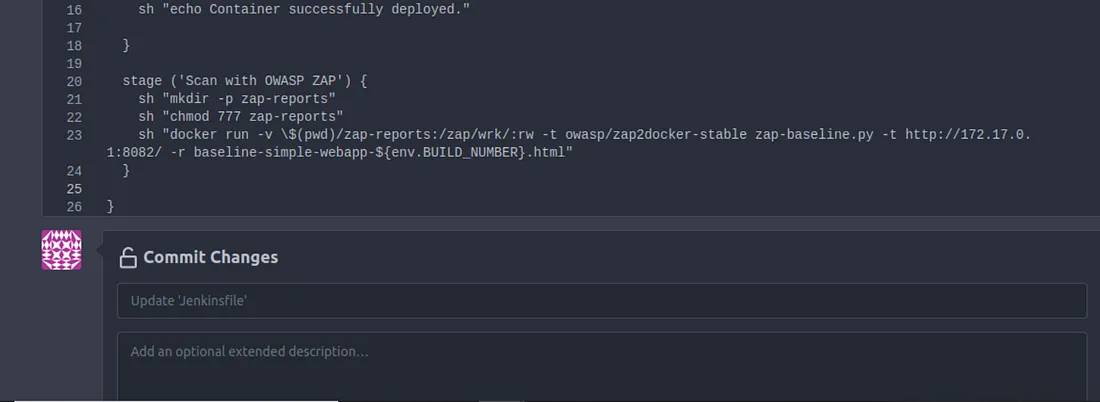 16 sh "echo Container successfully deployed."
17
18 }
19
20 stage ('Scan with OWASP ZAP') {
21 sh "mkdir -p zap-reports"
22 sh "chmod 777 zap-reports"
23 sh "docker run -v \$(pwd)/zap-reports:/zap/wrk/:rw -t owasp/zap2docker-stable zap-baseline.py -t http://172.17.0.
1:8082/ -r baseline-simple-webapp-${env.BUILD_NUMBER}.html"
24 }
25
26 }
Commit Changes
Update 'Jenkinsfile'
Add an optional extended description...